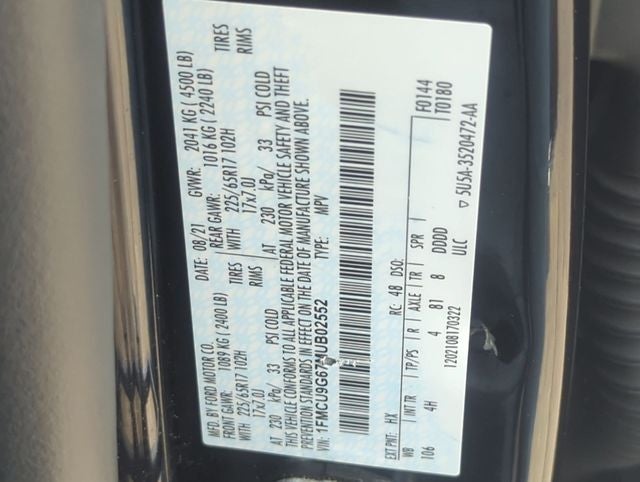 MFD. BY FORD MOTOR CO.
DATE: 08/21 GVWR: 2041 KG ( 4500 LB)
FRONT GAWR: 1089 KG ( 2400 LB) REAR GAWR: 1016 KG ( 2240 LB)
WITH 225/65R17 102H TIRES WITH 225/65R17 102H TIRES
17x7.0J RIMS 17x7.0J RIMS
AT 230 kPa/ 33 PSI COLD AT 230 kPa/ 33 PSI COLD
THIS VEHICLE CONFORMS TO ALL APPLICABLE FEDERAL MOTOR VEHICLE SAFETY AND THEFT
PREVENTION STANDARDS IN EFFECT ON THE DATE OF MANUFACTURE SHOWN ABOVE.
VIN: TYPE: MPV
EXT PNT: HX RC: 48 DSO: F0144
WB INT TR TP/PS R AXLE TR SPR T0180
106 4H 4 81 8 DDDD
1202108170322 ULC 5U5A-3520472-AA